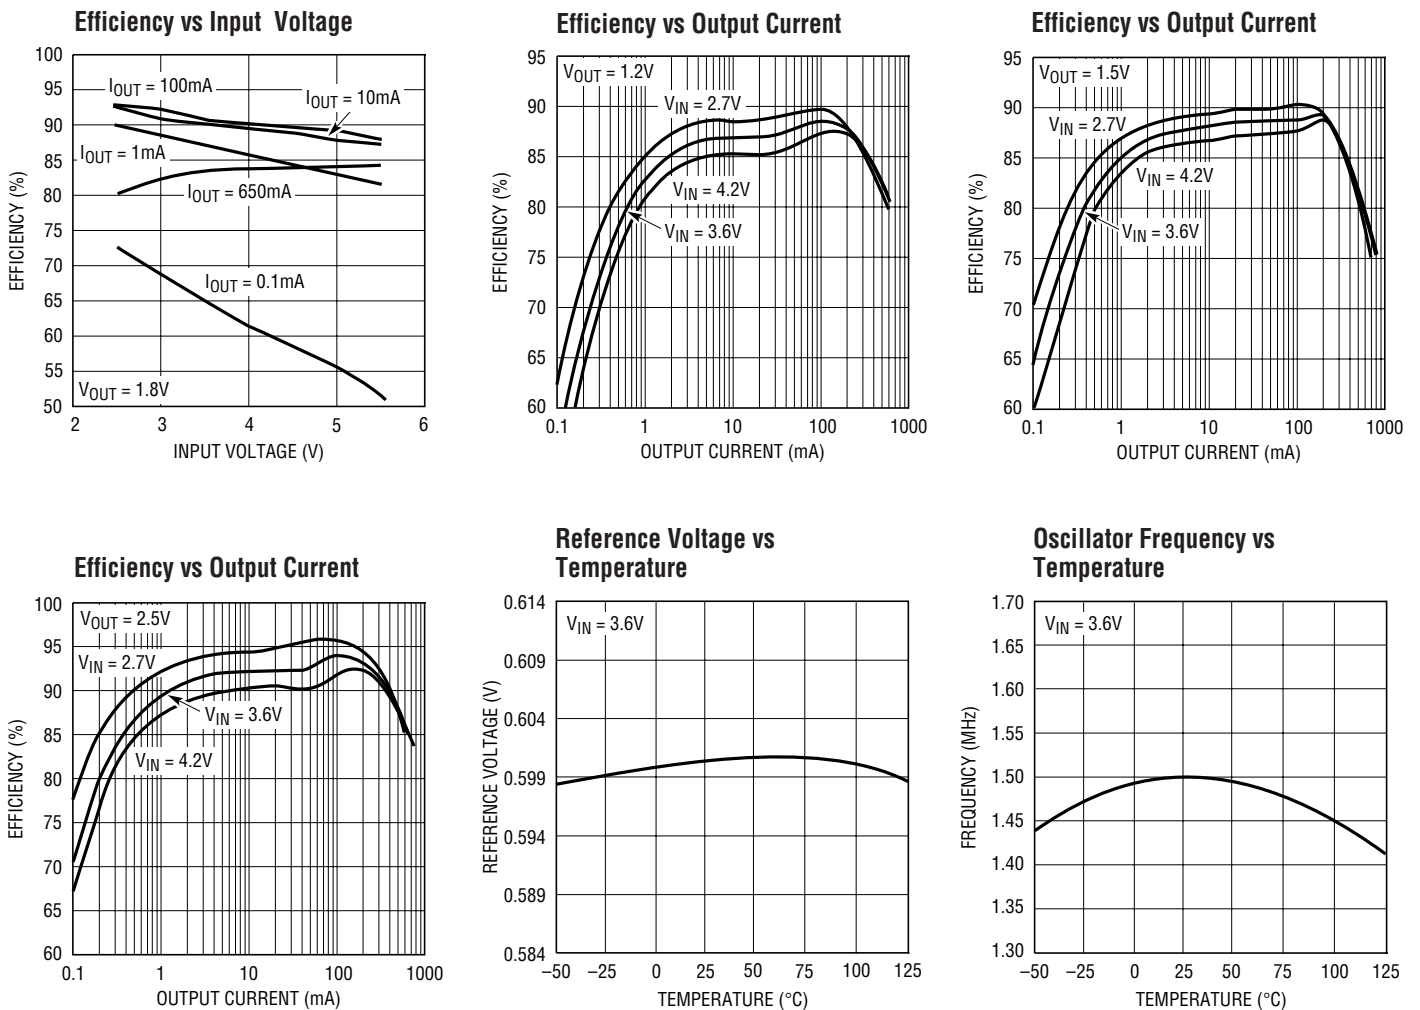 Efficiency vs Input Voltage
100
95
90
85
80
75
70
65
60
55
50
EFFICIENCY (%)
IOUT = 100mA
IOUT = 10mA
IOUT = 1mA
IOUT = 650mA
IOUT = 0.1mA
VOUT = 1.8V
2 3 4 5 6
INPUT VOLTAGE (V)
Efficiency vs Output Current
95
90
85
80
75
70
65
60
EFFICIENCY (%)
VOUT = 1.2V
VIN = 2.7V
VIN = 4.2V
VIN = 3.6V
0.1 1 10 100 1000
OUTPUT CURRENT (mA)
Efficiency vs Output Current
95
90
85
80
75
70
65
60
EFFICIENCY (%)
VOUT = 1.5V
VIN = 2.7V
VIN = 4.2V
VIN = 3.6V
0.1 1 10 100 1000
OUTPUT CURRENT (mA)
Efficiency vs Output Current
100
95
90
85
80
75
70
65
60
EFFICIENCY (%)
VOUT = 2.5V
VIN = 2.7V
VIN = 3.6V
VIN = 4.2V
0.1 1 10 100 1000
OUTPUT CURRENT (mA)
Reference Voltage vs
Temperature
0.614
0.609
0.604
0.599
0.594
0.589
0.584
REFERENCE VOLTAGE (V)
VIN = 3.6V
–50 –25 0 25 50 75 100 125
TEMPERATURE (°C)
Oscillator Frequency vs
Temperature
1.70
1.65
1.60
1.55
1.50
1.45
1.40
1.35
1.30
FREQUENCY (MHz)
VIN = 3.6V
–50 –25 0 25 50 75 100 125
TEMPERATURE (°C)